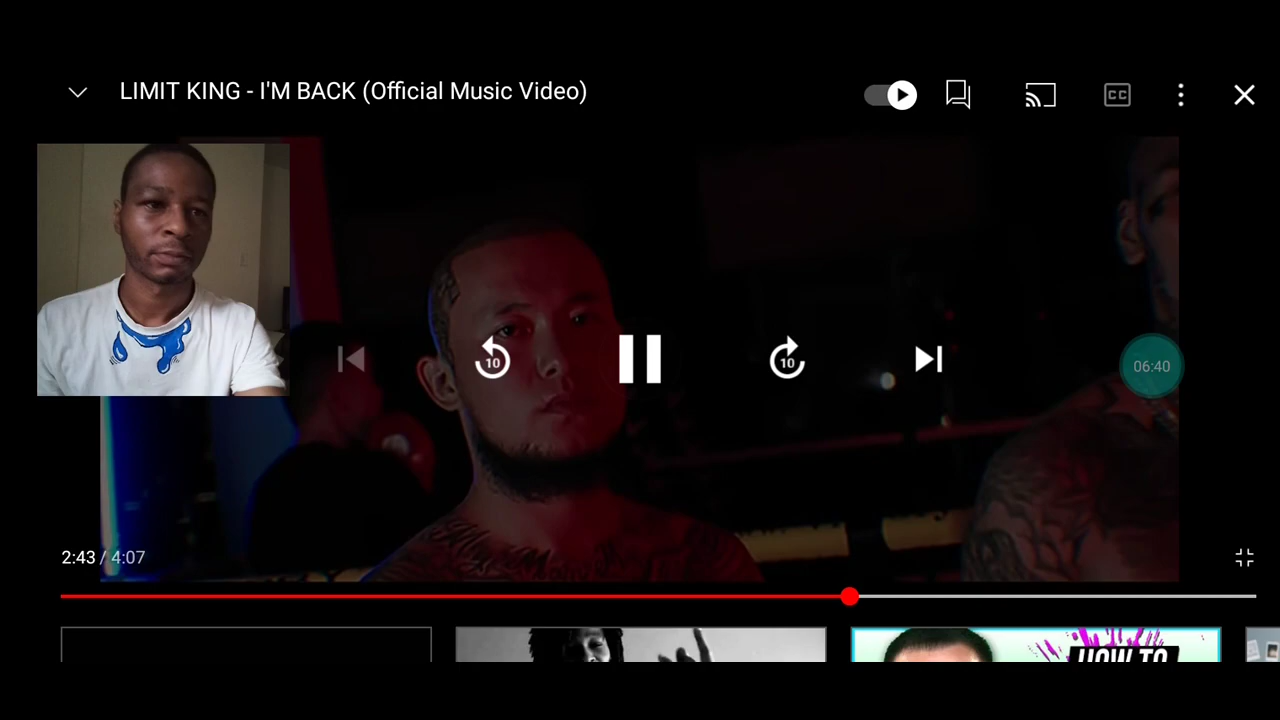 LIMIT KING - I'M BACK (Official Music Video)
CC
10
10
06:40
2:43 / 4:07
HOW TO